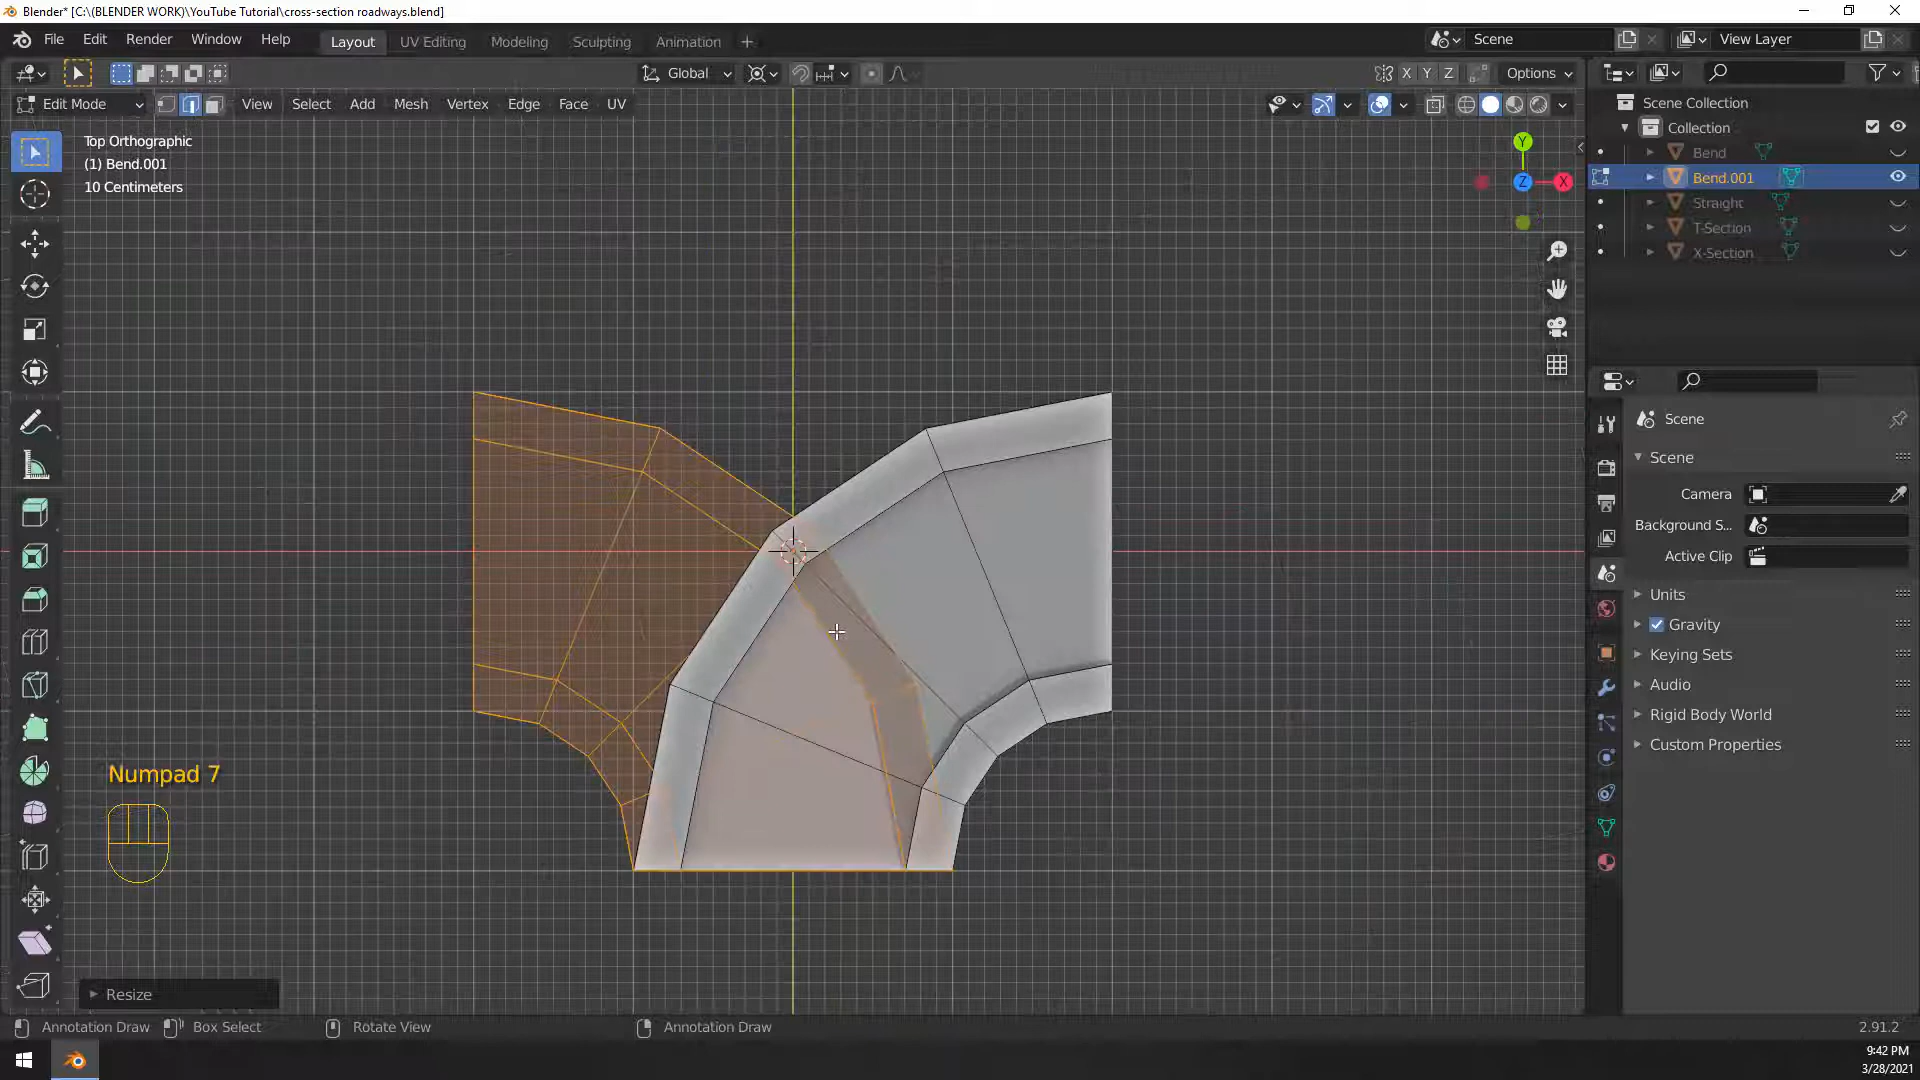 Blender* [C:\(BLENDER WORK)\YouTube Tutorial\cross-section roadways.blend]
File Edit Render Window Help Layout UV Editing Modeling Sculpting Animation + Scene View Layer
Global X Y Z Options
Edit Mode View Select Add Mesh Vertex Edge Face UV
Scene Collection
Collection
Bend
Bend.001
Straight
T-Section
X-Section
Top Orthographic
(1) Bend.001
10 Centimeters
Y
Z
X
Scene
Scene
Camera
Background S...
Active Clip
Units
Gravity
Keying Sets
Audio
Rigid Body World
Custom Properties
Numpad 7
Resize
Annotation Draw Box Select Rotate View Annotation Draw 2.91.2
9:42 PM
3/28/2021